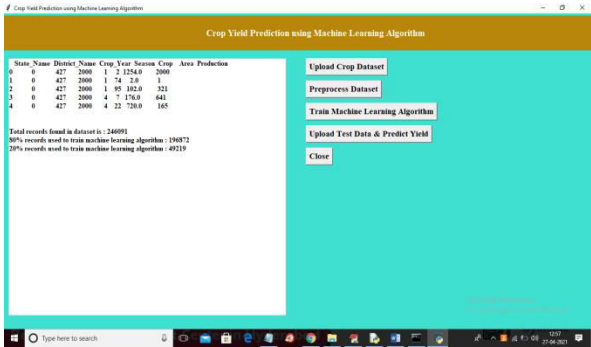 Crop Yield Prediction using Machine Learning Algorithm
Crop Yield Prediction using Machine Learning Algorithm
State_Name District_Name Crop_Year Season Crop Area Production
0 0 427 2000 1 2 1254.0 2000
1 0 427 2000 1 74 2.0 1
2 0 427 2000 1 95 102.0 321
3 0 427 2000 4 7 176.0 641
4 0 427 2000 4 22 720.0 165
Total records found in dataset is : 246091
80% records used to train machine learning algorithm : 196872
20% records used to train machine learning algorithm : 49219
Upload Crop Dataset
Preprocess Dataset
Train Machine Learning Algorithm
Upload Test Data & Predict Yield
Close
Type here to search
12:57
27-04-2021